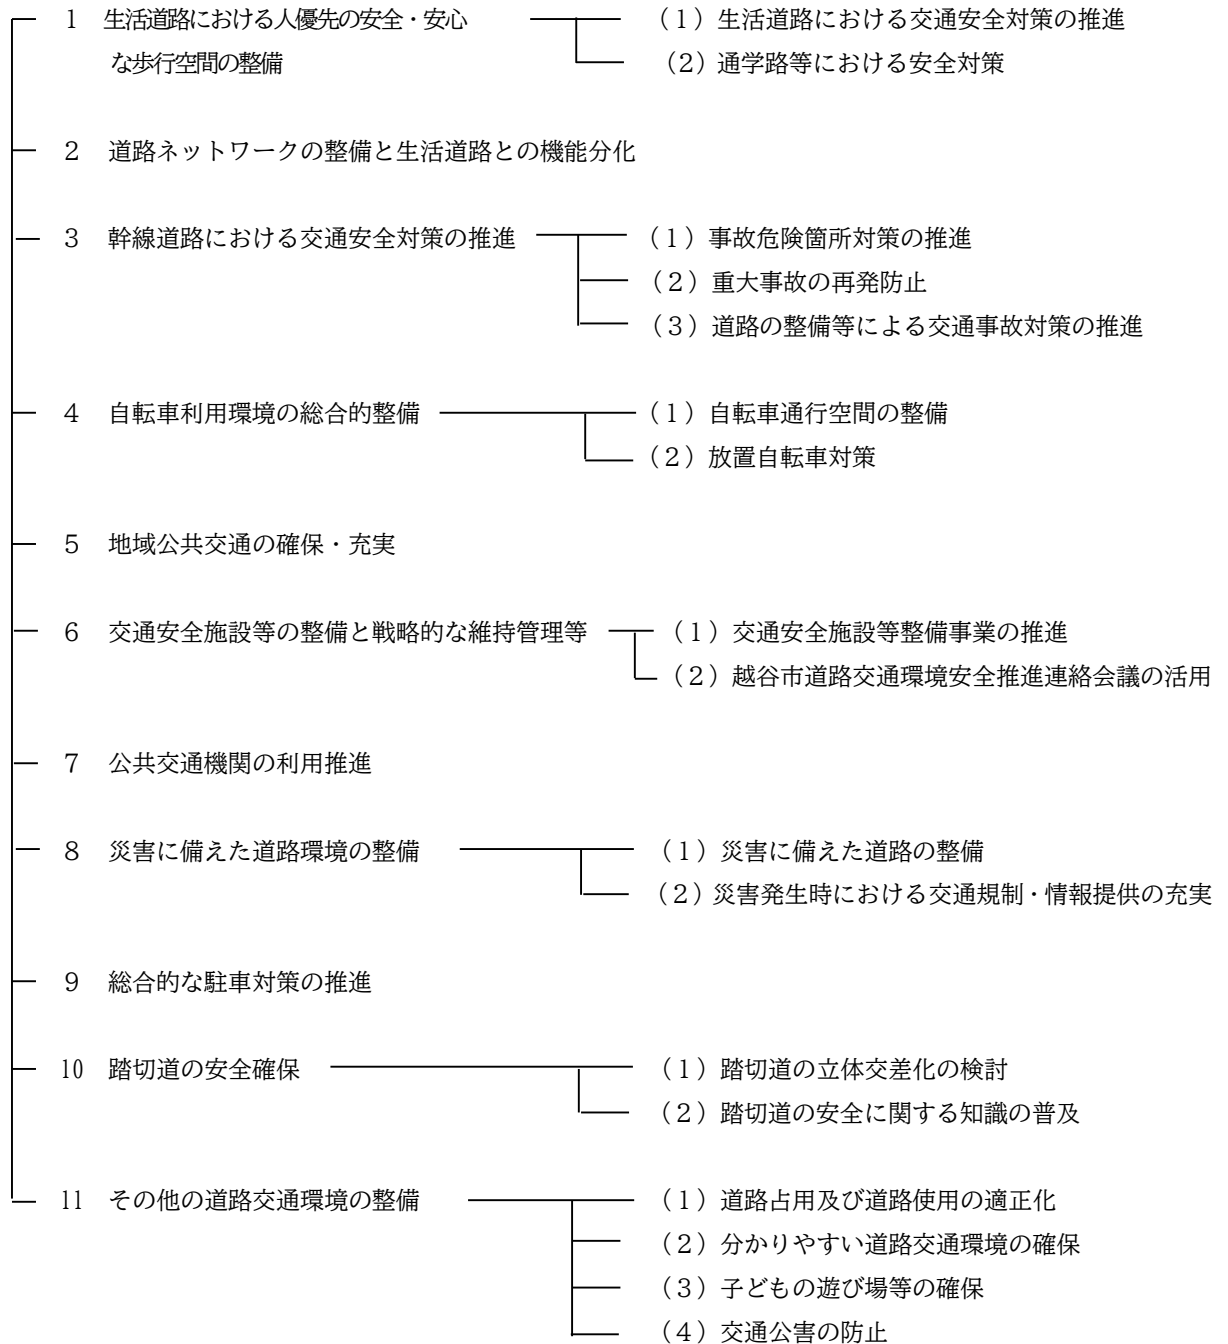 1 生活道路における人優先の安全・安心
な歩行空間の整備
（1）生活道路における交通安全対策の推進
（2）通学路等における安全対策
2 道路ネットワークの整備と生活道路との機能分化
3 幹線道路における交通安全対策の推進
（1）事故危険箇所対策の推進
（2）重大事故の再発防止
（3）道路の整備等による交通事故対策の推進
4 自転車利用環境の総合的整備
（1）自転車通行空間の整備
（2）放置自転車対策
5 地域公共交通の確保・充実
6 交通安全施設等の整備と戦略的な維持管理等
（1）交通安全施設等整備事業の推進
（2）越谷市道路交通環境安全推進連絡会議の活用
7 公共交通機関の利用推進
8 災害に備えた道路環境の整備
（1）災害に備えた道路の整備
（2）災害発生時における交通規制・情報提供の充実
9 総合的な駐車対策の推進
10 踏切道の安全確保
（1）踏切道の立体交差化の検討
（2）踏切道の安全に関する知識の普及
11 その他の道路交通環境の整備
（1）道路占用及び道路使用の適正化
（2）分かりやすい道路交通環境の確保
（3）子どもの遊び場等の確保
（4）交通公害の防止